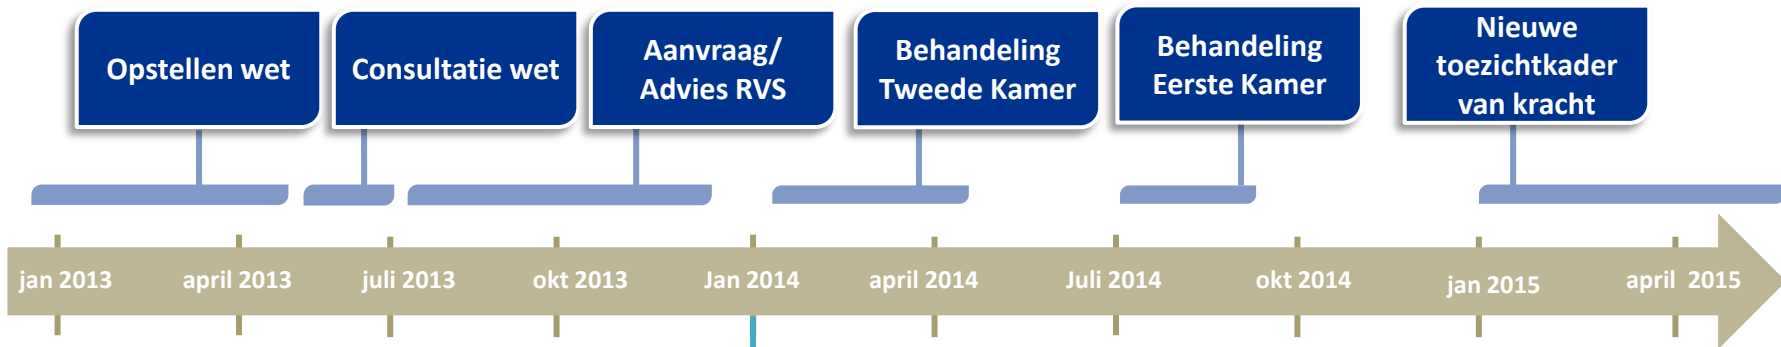 Opstellen wet
Consultatie wet
Aanvraag/
Advies RVS
Behandeling
Tweede Kamer
Behandeling
Eerste Kamer
Nieuwe
toezichtkader
van kracht
jan 2013
april 2013
juli 2013
okt 2013
Jan 2014
april 2014
Juli 2014
okt 2014
jan 2015
april 2015